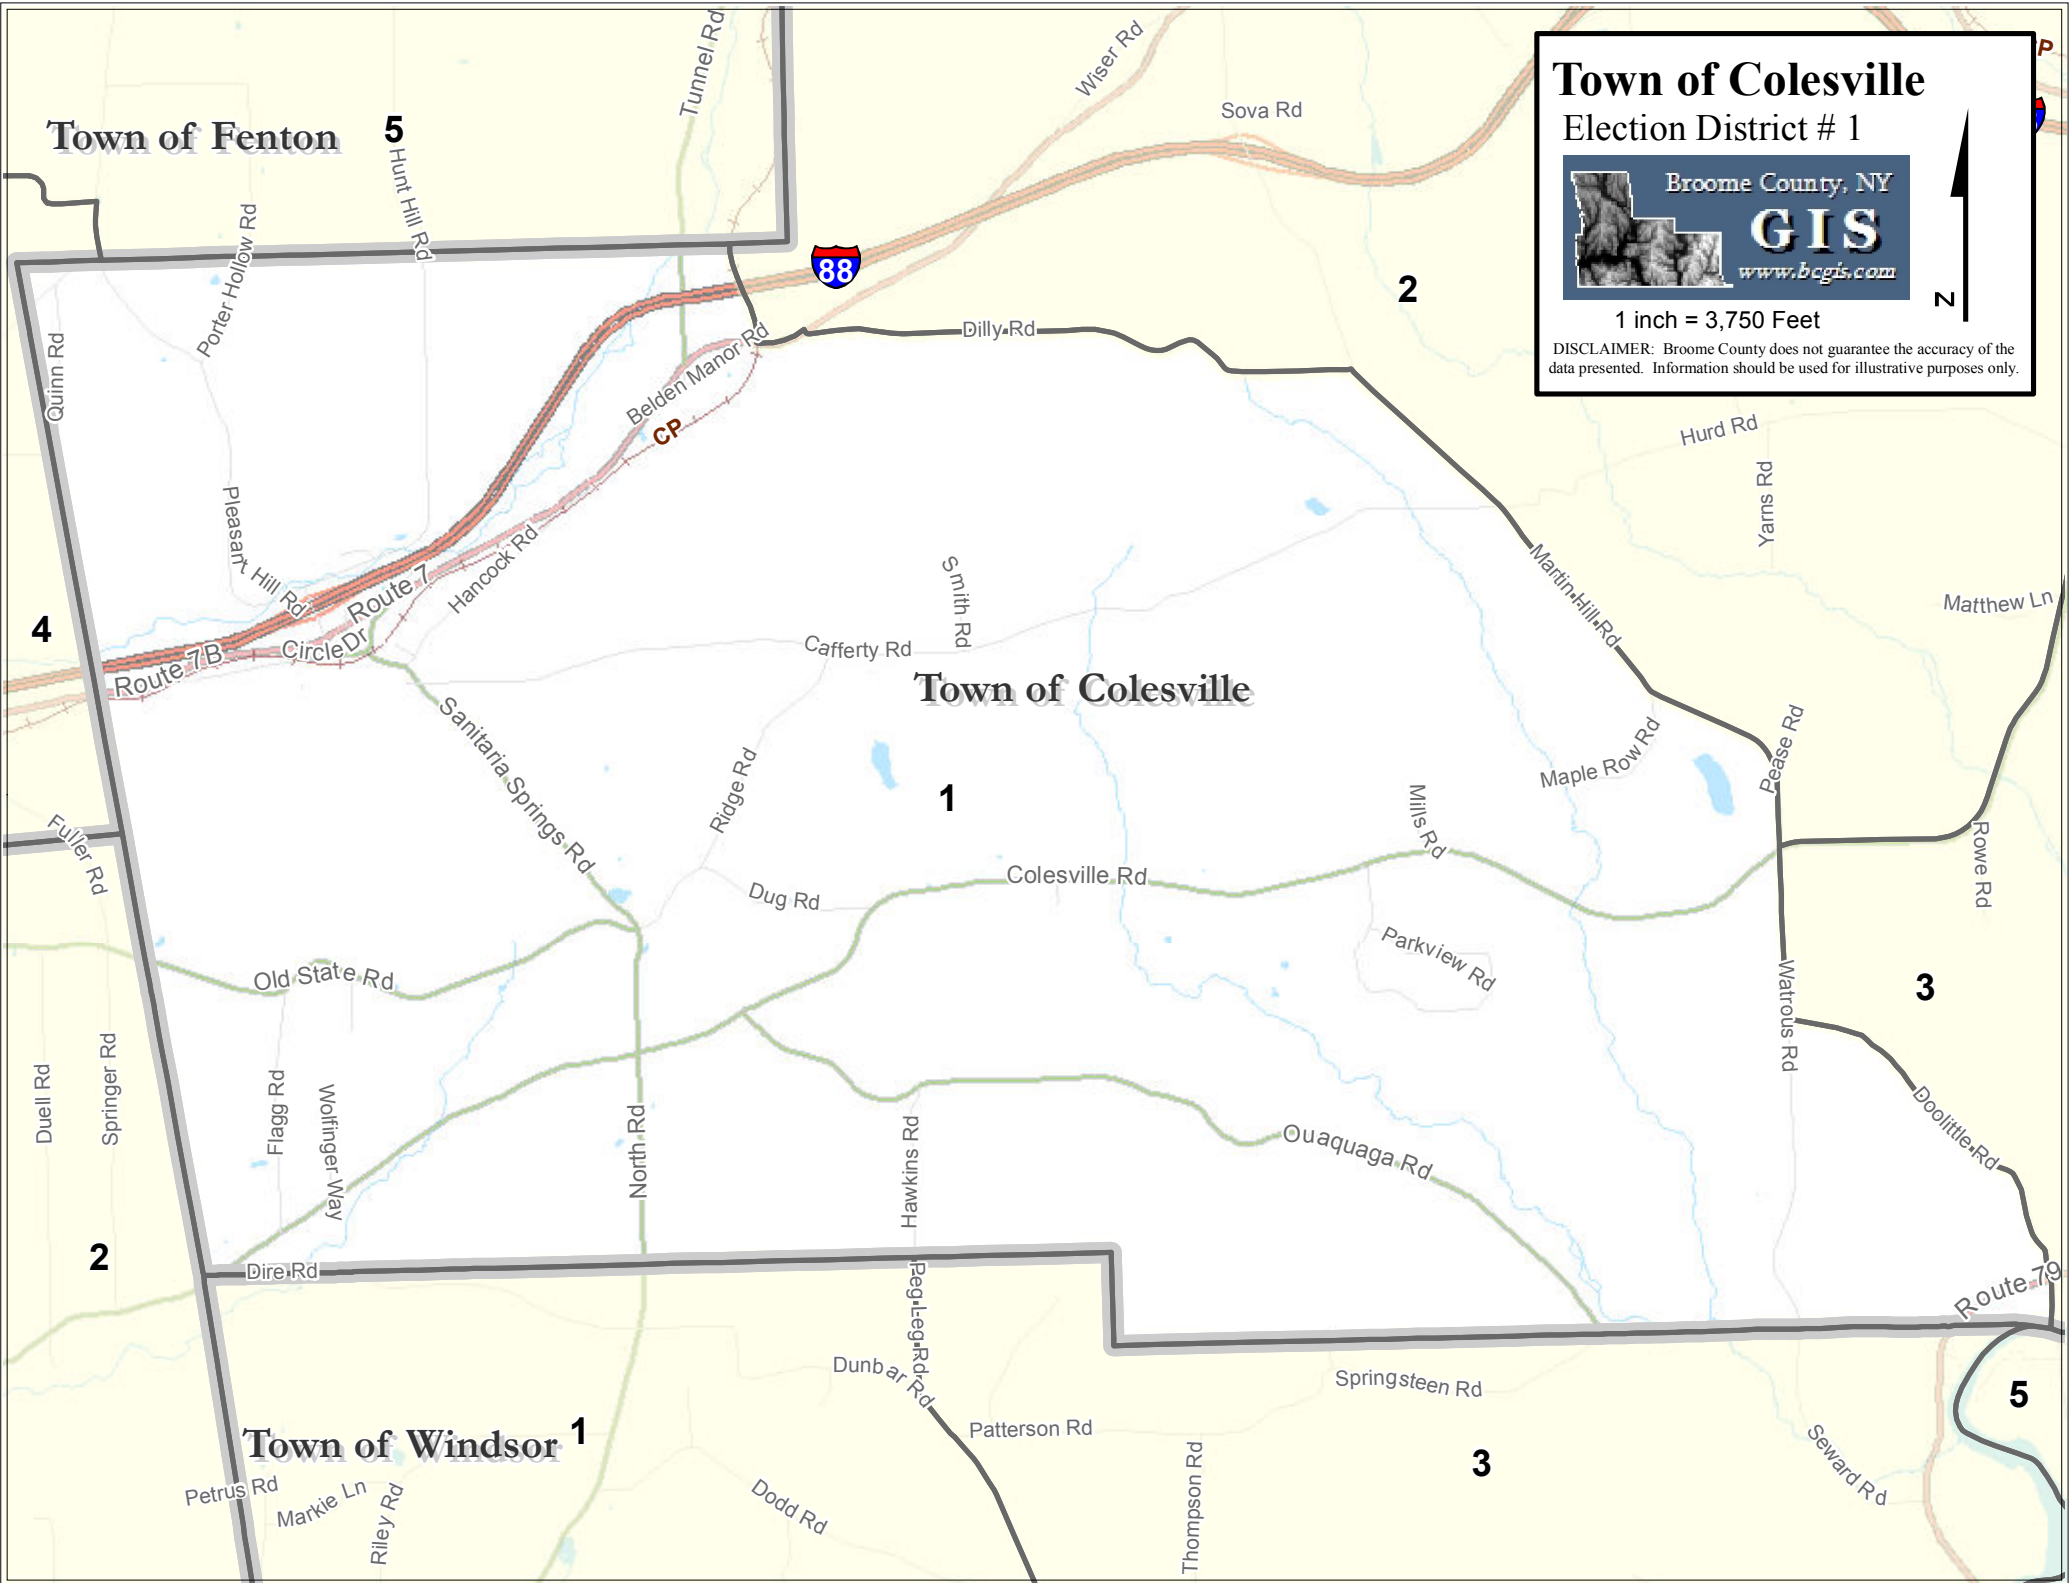 Town of Colesville
Election District # 1
Broome County, NY
GIS
www.bcgis.com
N
1 inch = 3,750 Feet
DISCLAIMER: Broome County does not guarantee the accuracy of the
data presented. Information should be used for illustrative purposes only.
P
Tunnel Rd
Wiser Rd
Sova Rd
Town of Fenton
5
Hunt Hill Rd
Porter Hollow Rd
88
2
Quinn Rd
Dilly Rd
Belden Manor Rd
CP
Hurd Rd
Yarns Rd
Pleasant Hill Rd
Hancock Rd
Route 7
Smith Rd
Martin Hill Rd
Matthew Ln
4
Circle Dr
Route 7B
Cafferty Rd
Town of Colesville
Sanitaria Springs Rd
Ridge Rd
Maple Row Rd
Pease Rd
1
Mills Rd
Fuller Rd
Rowe Rd
Colesville Rd
Dug Rd
Parkview Rd
Old State Rd
Watrous Rd
3
Duell Rd
Springer Rd
Flagg Rd
Wolfinger Way
North Rd
Hawkins Rd
Ouaquaga Rd
Doolittle Rd
2
Dire Rd
Route 79
Peg Leg Rd
Dunbar Rd
Springsteen Rd
5
Town of Windsor
1
Patterson Rd
3
Seward Rd
Petrus Rd
Markie Ln
Riley Rd
Dodd Rd
Thompson Rd